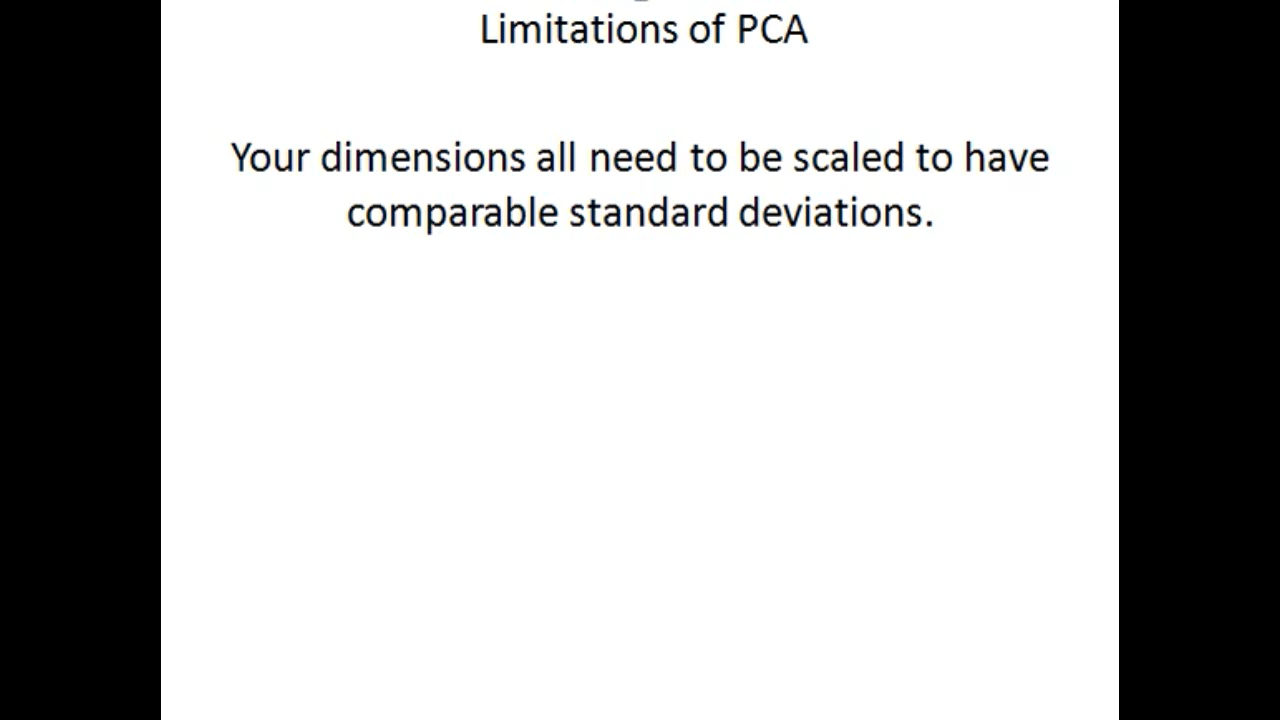 Limitations of PCA
Your dimensions all need to be scaled to have
comparable standard deviations.